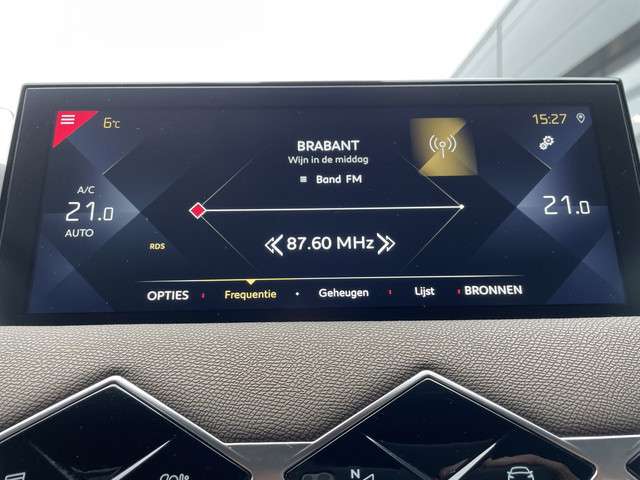 6°C
15:27
BRABANT
Wijn in de middag
Band FM
A/C
21.0
AUTO
21.0
RDS
87.60 MHz
OPTIES Frequentie Geheugen Lijst BRONNEN
N